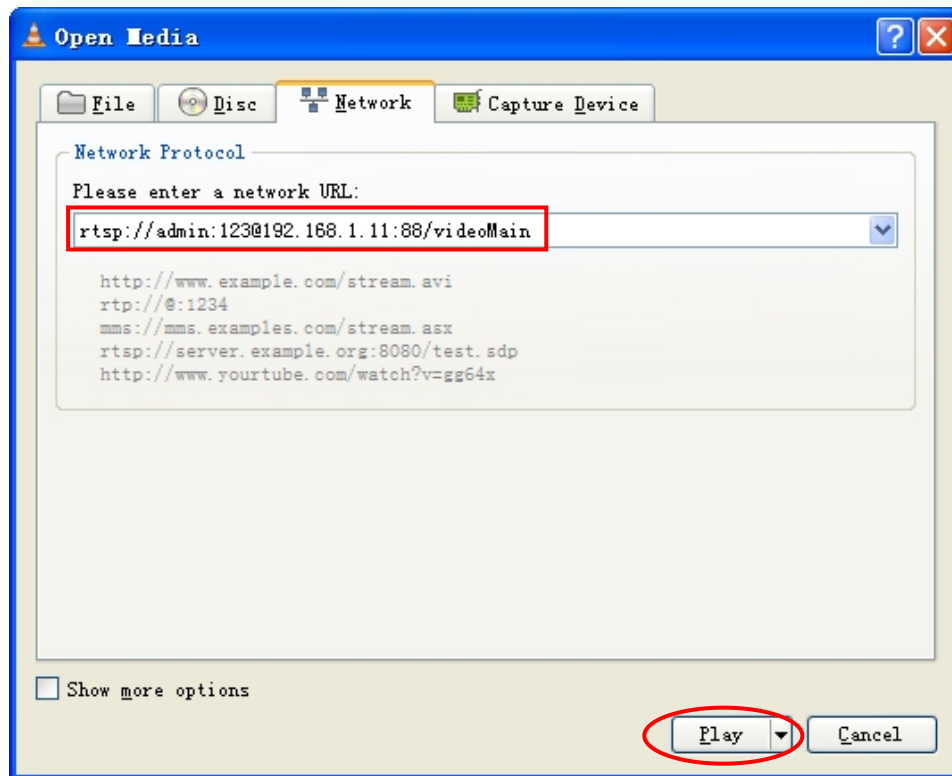 Open Media
File
Disc
Network
Capture Device
Network Protocol
Please enter a network URL:
rtsp://admin:123@192.168.1.11:88/videoMain
http://www.example.com/stream.avi
rtp://@:1234
mms://mms.examples.com/stream.asx
rtsp://server.example.org:8080/test.sdp
http://www.yourtube.com/watch?v=gg64x
Show more options
Play
Cancel